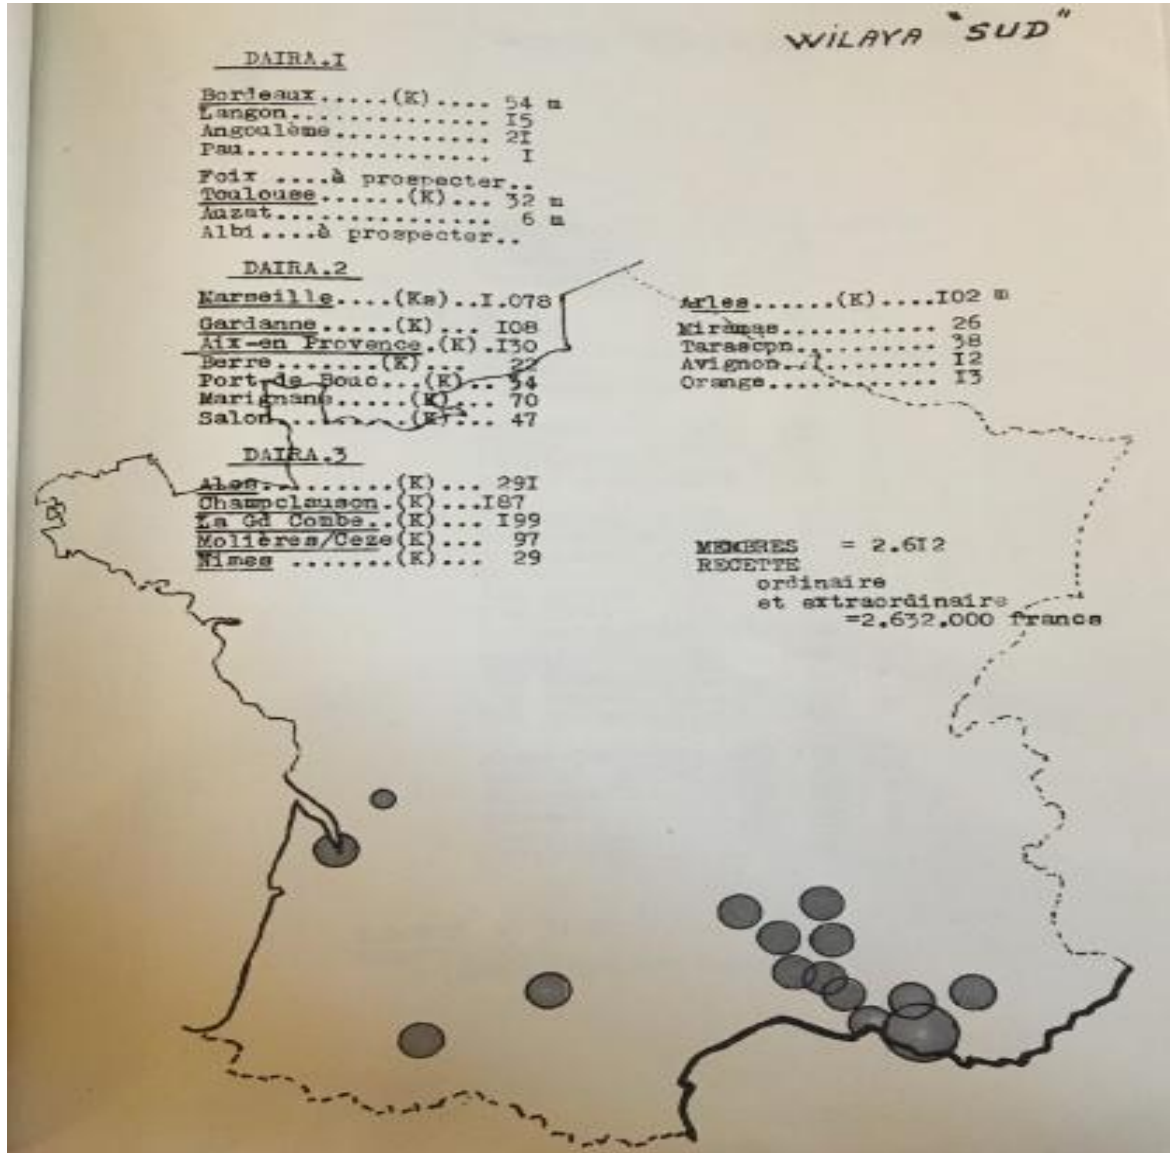 WILAYA "SUD"
DAIRA.I
Bordeaux.....(K).... 54 m
Langon.............. I5
Angoulême........... 2I
Pau................. I
Foix ....à prospecter..
Toulouse......(K)... 32 m
Auzat............... 6 m
Albi....à prospecter..
DAIRA.2
Marseille....(Ks)..I.078
Gardanne.....(K)... I08
Aix-en Provence.(K).I30
Berre.......(K)... 22
Port de Bouc...(K).. 54
Marignane.....(K)... 70
Salon.........(K)... 47
Arles......(K)....I02 m
Miramas........... 26
Tarascon.......... 38
Avignon........... I2
Orange............ I3
DAIRA.3
Ales.........(K)... 29I
Champclauson.(K)...I87
La Gd Combe..(K)... I99
Molières/Ceze(K)... 97
Nimes .......(K)... 29
MEMBRES = 2.6I2
RECETTE
ordinaire
et extraordinaire
=2.632.000 francs